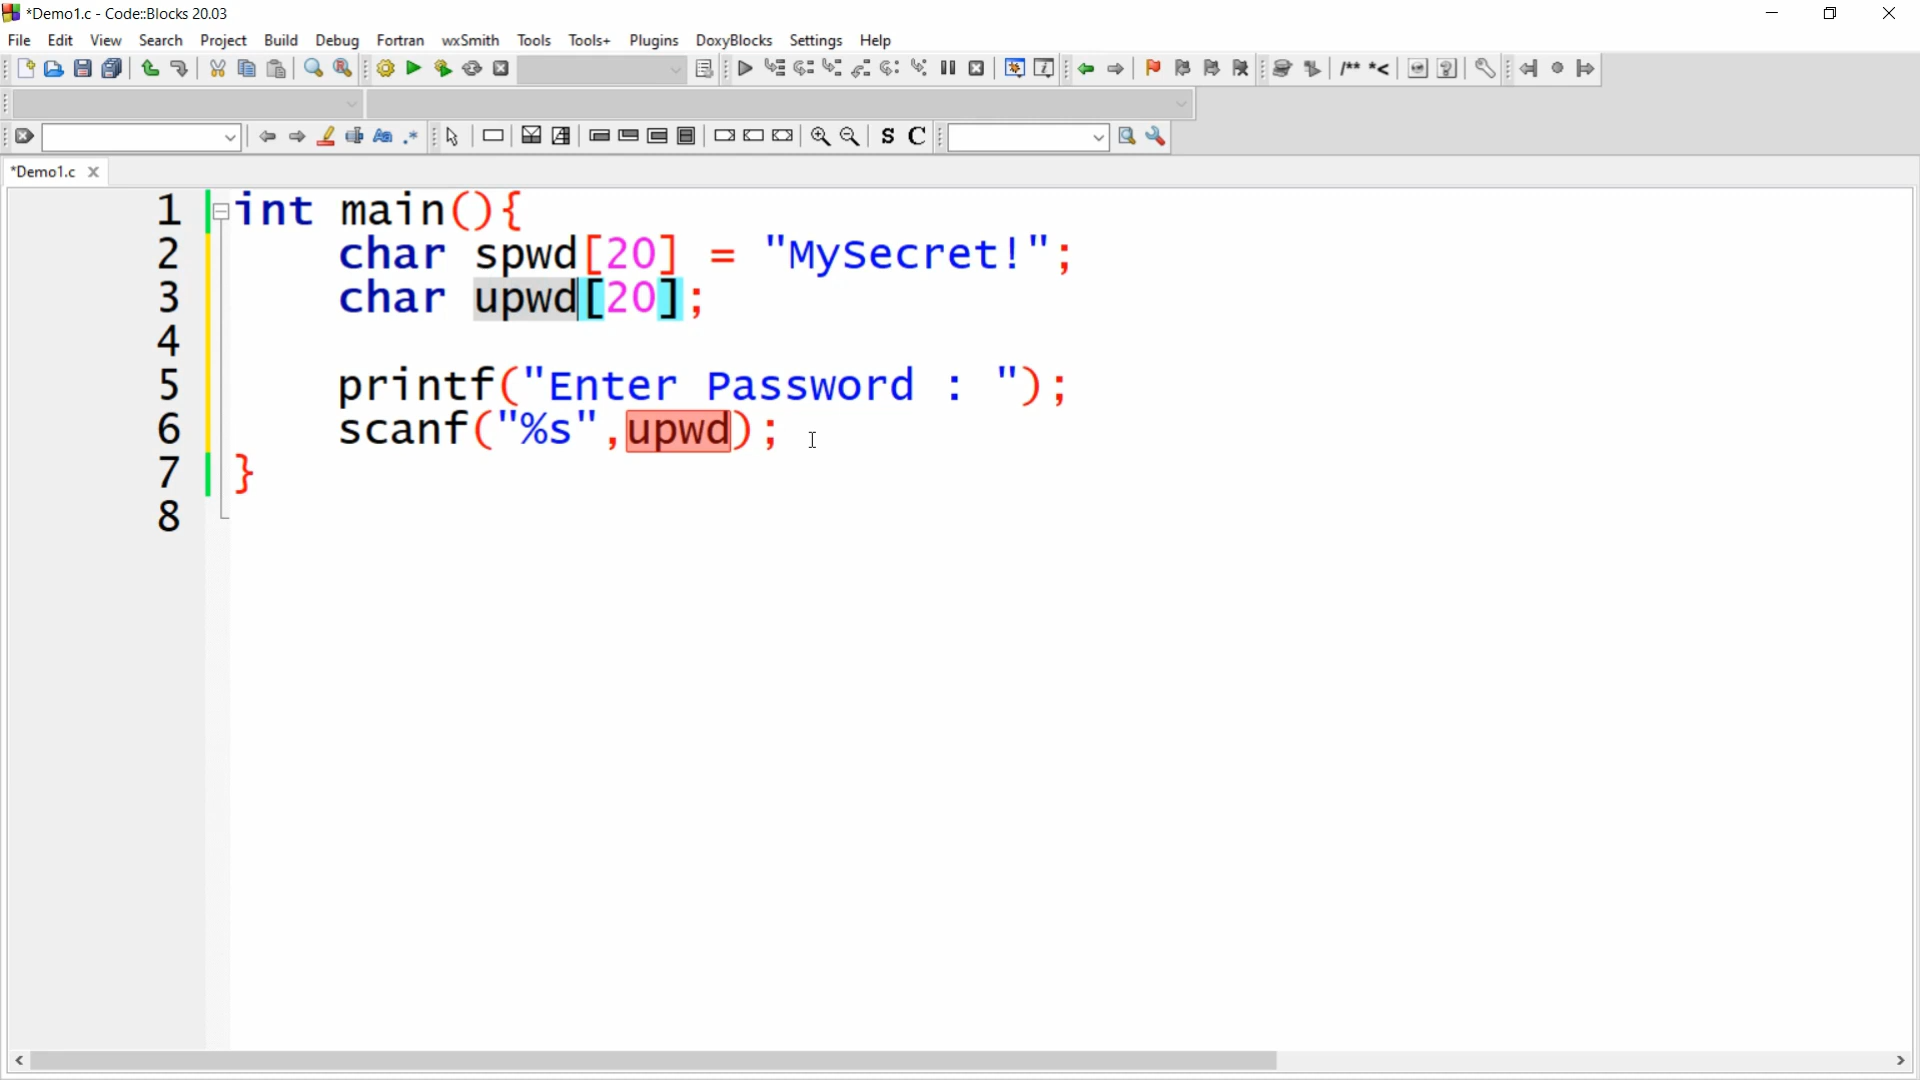 *Demo1.c - Code::Blocks 20.03
File Edit View Search Project Build Debug Fortran wxSmith Tools Tools+ Plugins DoxyBlocks Settings Help
/** *<
S C
*Demo1.c
1 int main(){
2 char spwd[20] = "MySecret!";
3 char upwd[20];
4
5 printf("Enter Password : ");
6 scanf("%s",upwd);
7 }
8